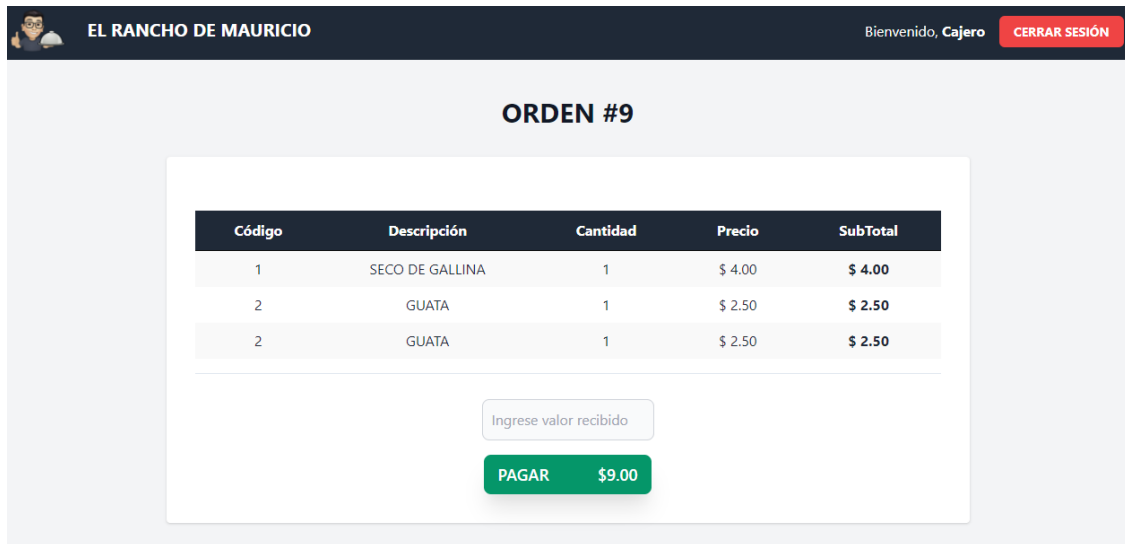 EL RANCHO DE MAURICIO Bienvenido, Cajero CERRAR SESIÓN
ORDEN #9
Código Descripción Cantidad Precio SubTotal
1 SECO DE GALLINA 1 $ 4.00 $ 4.00
2 GUATA 1 $ 2.50 $ 2.50
2 GUATA 1 $ 2.50 $ 2.50
Ingrese valor recibido
PAGAR $9.00